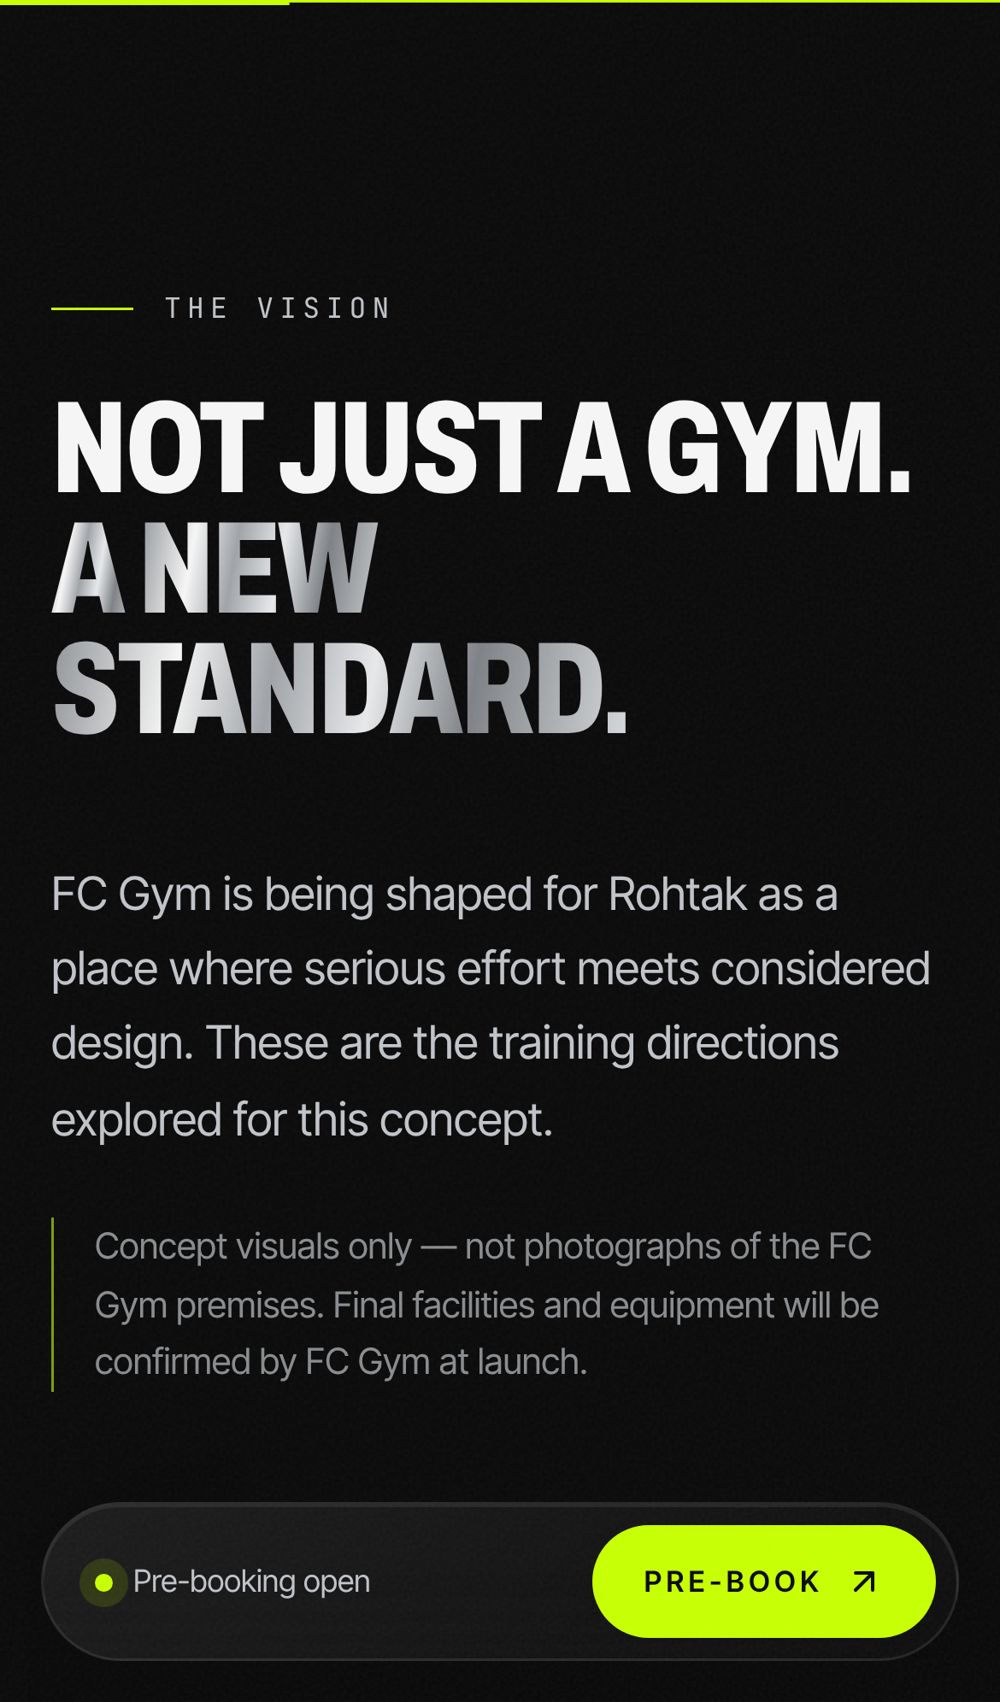 THE VISION
NOT JUST A GYM.
A NEW
STANDARD.
FC Gym is being shaped for Rohtak as a
place where serious effort meets considered
design. These are the training directions
explored for this concept.
Concept visuals only — not photographs of the FC
Gym premises. Final facilities and equipment will be
confirmed by FC Gym at launch.
Pre-booking open
PRE-BOOK